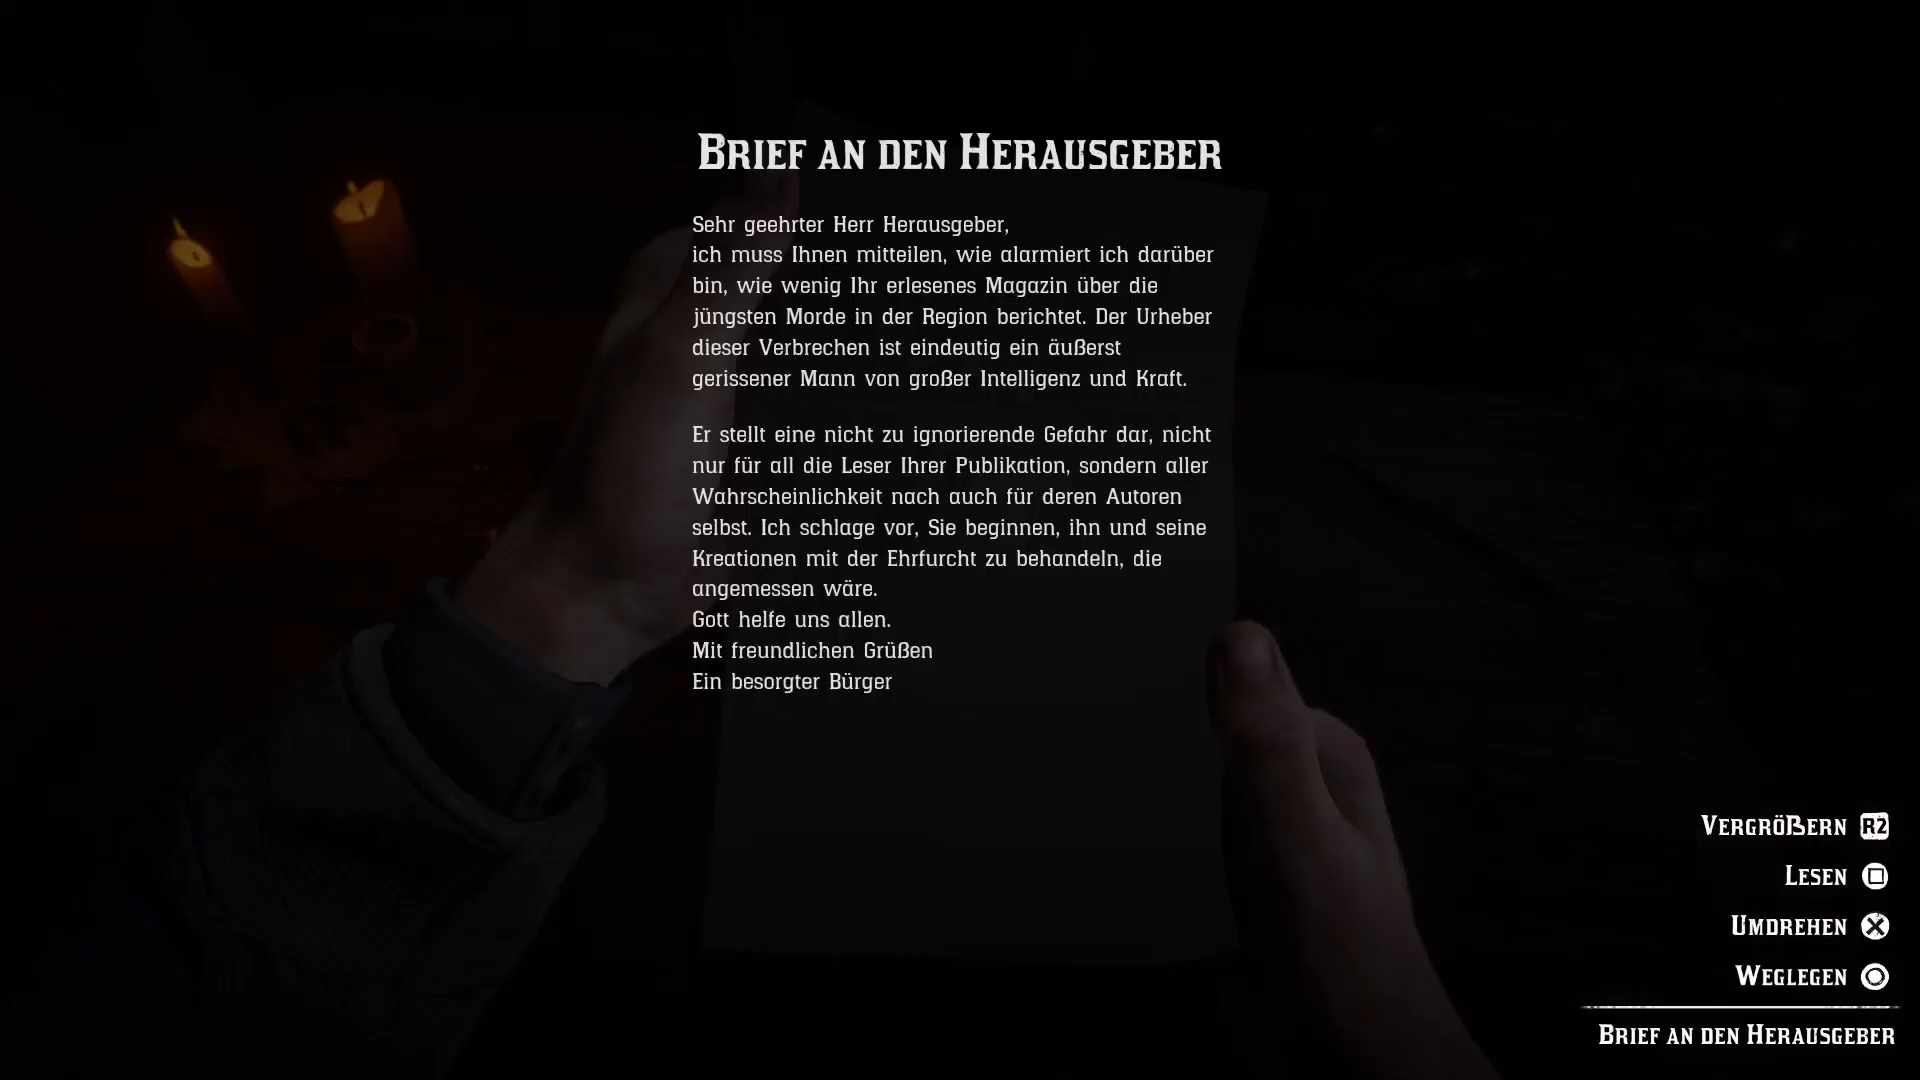 Brief an den Herausgeber
Sehr geehrter Herr Herausgeber,
ich muss Ihnen mitteilen, wie alarmiert ich darüber
bin, wie wenig Ihr erlesenes Magazin über die
jüngsten Morde in der Region berichtet. Der Urheber
dieser Verbrechen ist eindeutig ein äußerst
gerissener Mann von großer Intelligenz und Kraft.
Er stellt eine nicht zu ignorierende Gefahr dar, nicht
nur für all die Leser Ihrer Publikation, sondern aller
Wahrscheinlichkeit nach auch für deren Autoren
selbst. Ich schlage vor, Sie beginnen, ihn und seine
Kreationen mit der Ehrfurcht zu behandeln, die
angemessen wäre.
Gott helfe uns allen.
Mit freundlichen Grüßen
Ein besorgter Bürger
Vergrößern R2
Lesen
Umdrehen
Weglegen
Brief an den Herausgeber